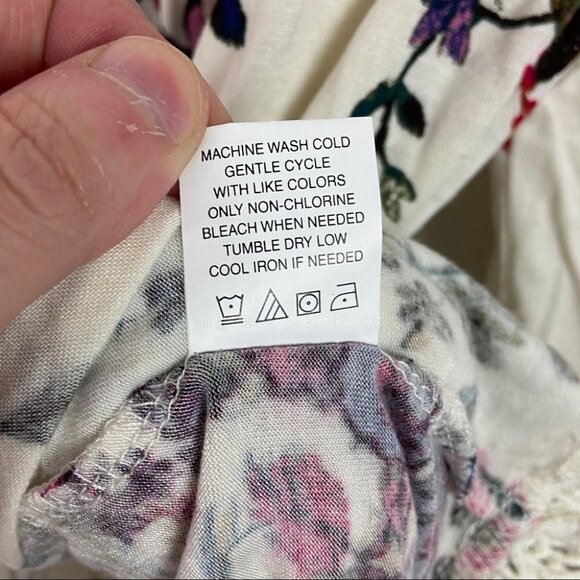 MACHINE WASH COLD
GENTLE CYCLE
WITH LIKE COLORS
ONLY NON-CHLORINE
BLEACH WHEN NEEDED
TUMBLE DRY LOW
COOL IRON IF NEEDED